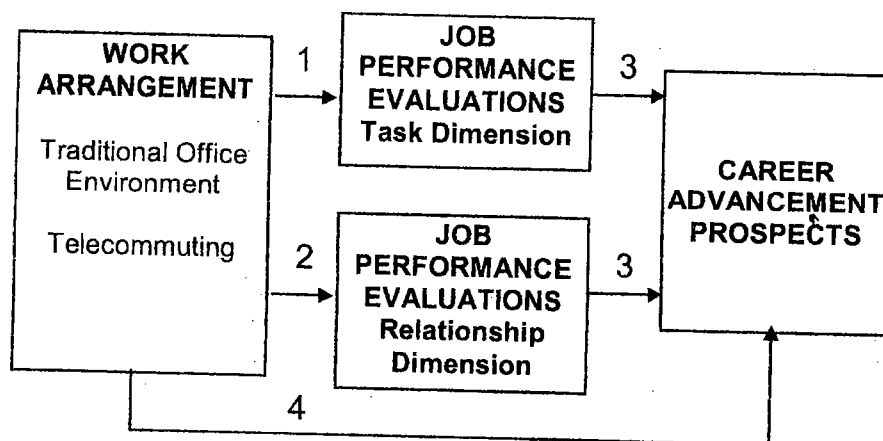 WORK
ARRANGEMENT
Traditional Office
Environment
Telecommuting
1
2
JOB
PERFORMANCE
EVALUATIONS
Task Dimension
JOB
PERFORMANCE
EVALUATIONS
Relationship
Dimension
3
3
CAREER
ADVANCEMENT
PROSPECTS
4